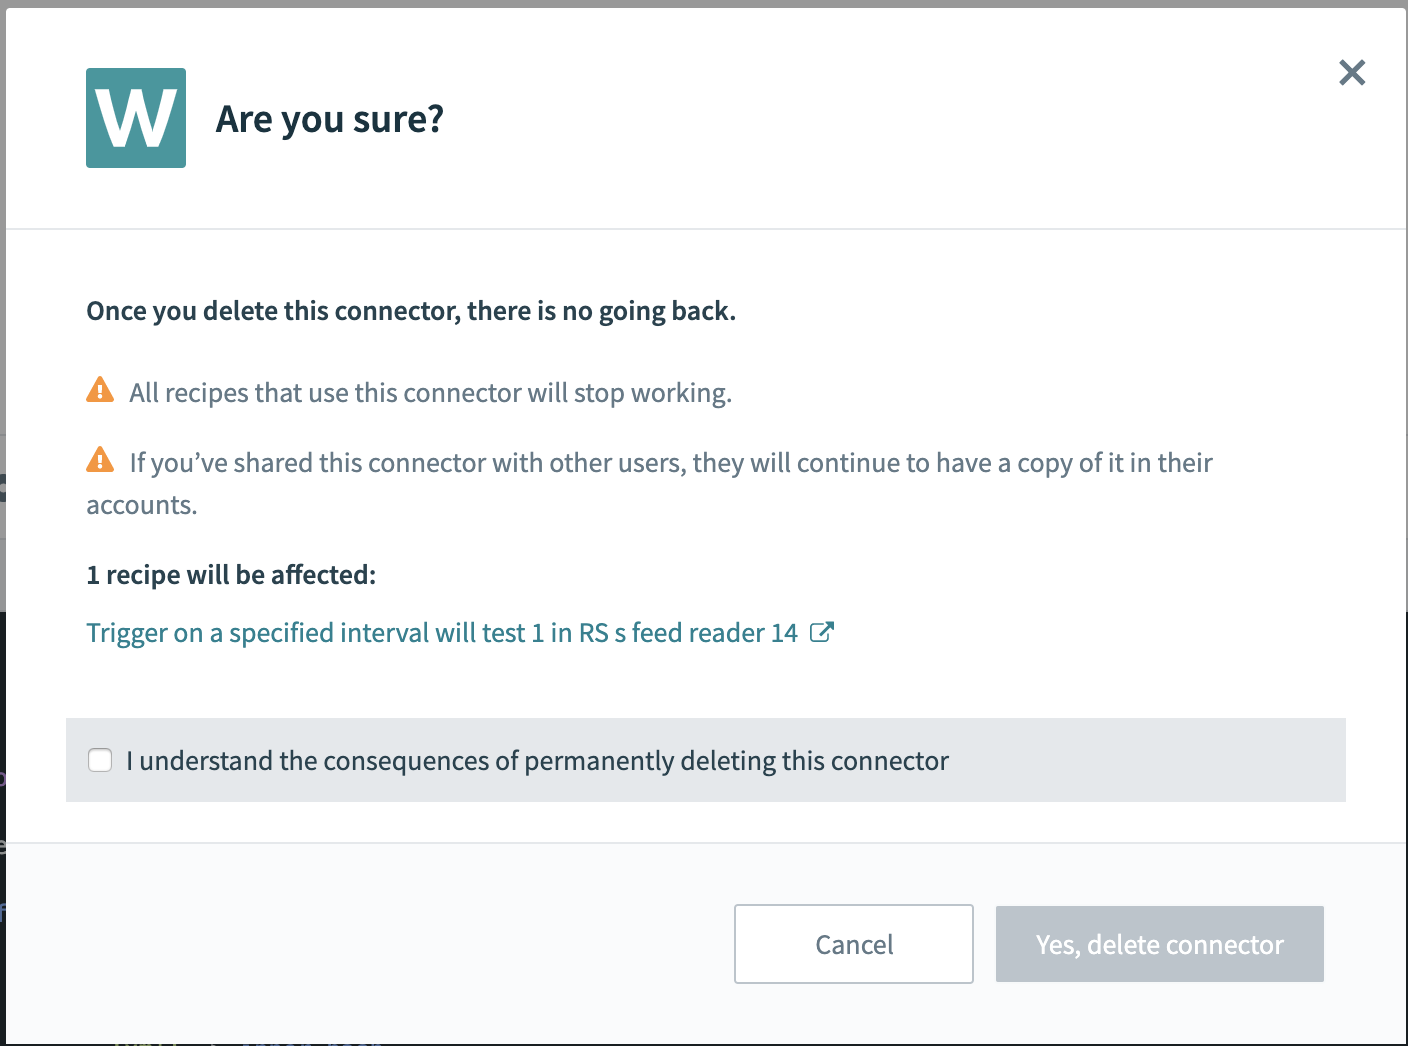 W
Are you sure?
Once you delete this connector, there is no going back.
All recipes that use this connector will stop working.
If you’ve shared this connector with other users, they will continue to have a copy of it in their
accounts.
1 recipe will be affected:
Trigger on a specified interval will test 1 in RS s feed reader 14
I understand the consequences of permanently deleting this connector
Cancel
Yes, delete connector